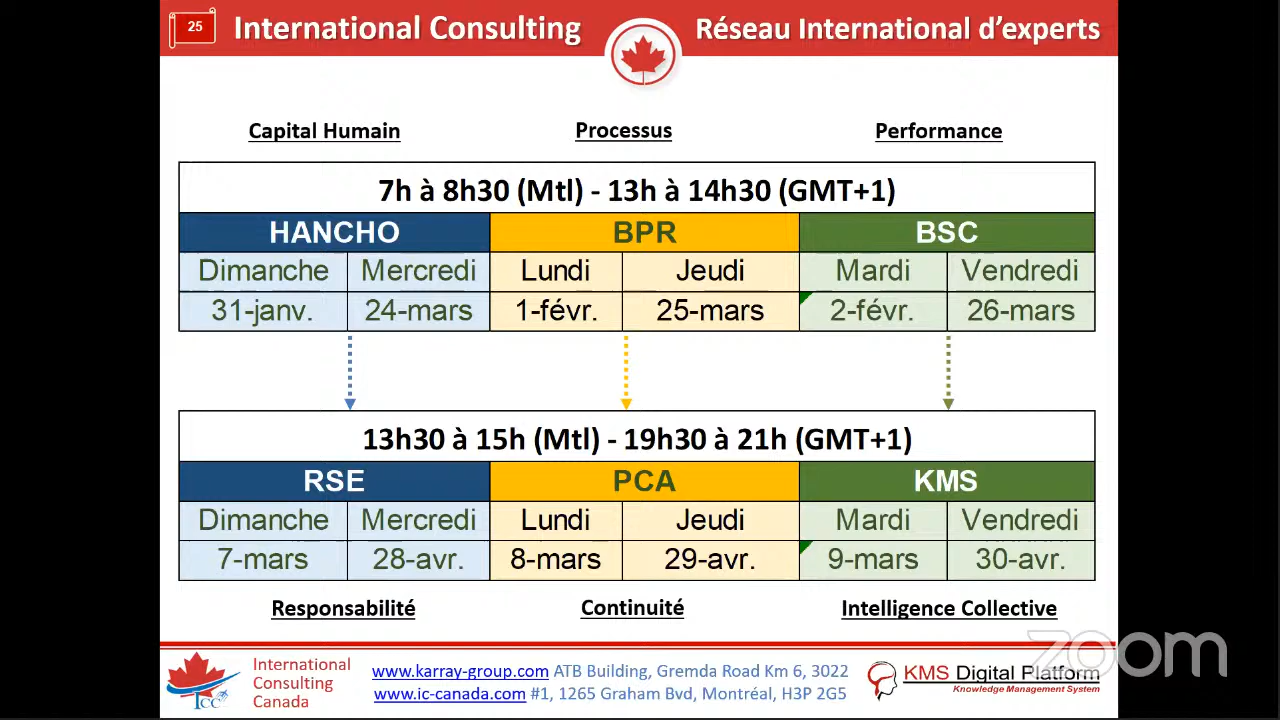 25
International Consulting
Réseau International d’experts
Capital Humain
Processus
Performance
7h à 8h30 (Mtl) - 13h à 14h30 (GMT+1)
HANCHO BPR BSC
Dimanche Mercredi Lundi Jeudi Mardi Vendredi
31-janv. 24-mars 1-févr. 25-mars 2-févr. 26-mars
13h30 à 15h (Mtl) - 19h30 à 21h (GMT+1)
RSE PCA KMS
Dimanche Mercredi Lundi Jeudi Mardi Vendredi
7-mars 28-avr. 8-mars 29-avr. 9-mars 30-avr.
Responsabilité
Continuité
Intelligence Collective
zoom
ICC
International
Consulting
Canada
www.karray-group.com ATB Building, Gremda Road Km 6, 3022
www.ic-canada.com #1, 1265 Graham Bvd, Montréal, H3P 2G5
KMS Digital Platform
Knowledge Management System